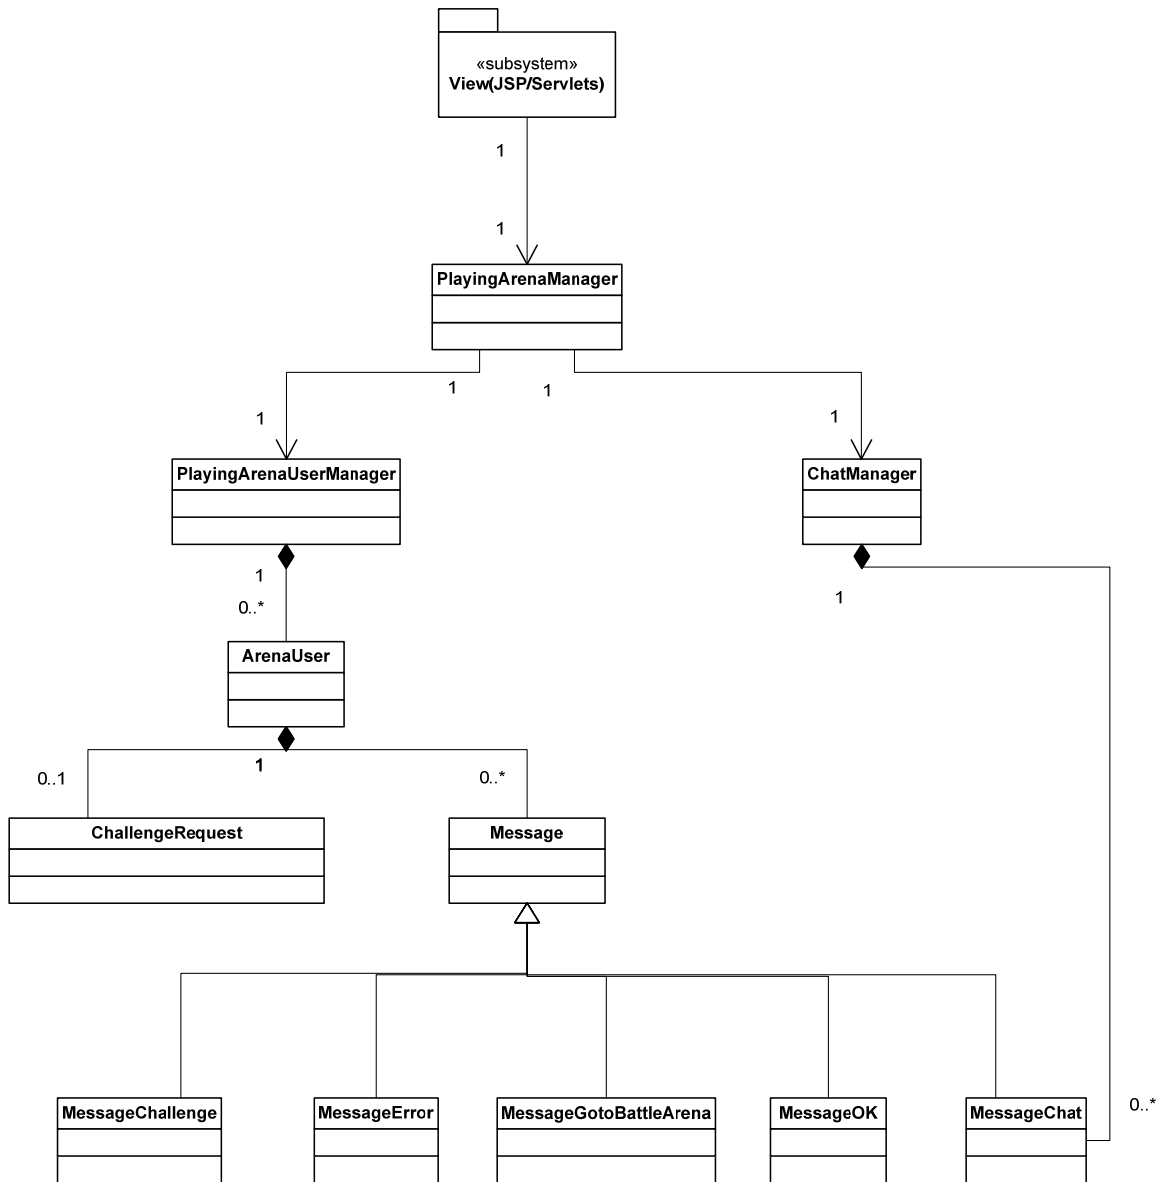 «subsystem»
View(JSP/Servlets)
1
1
PlayingArenaManager
1
1
1
1
PlayingArenaUserManager
ChatManager
1
1
0..*
ArenaUser
1
0..1
0..*
ChallengeRequest
Message
MessageChallenge
MessageError
MessageGotoBattleArena
MessageOK
MessageChat
0..*